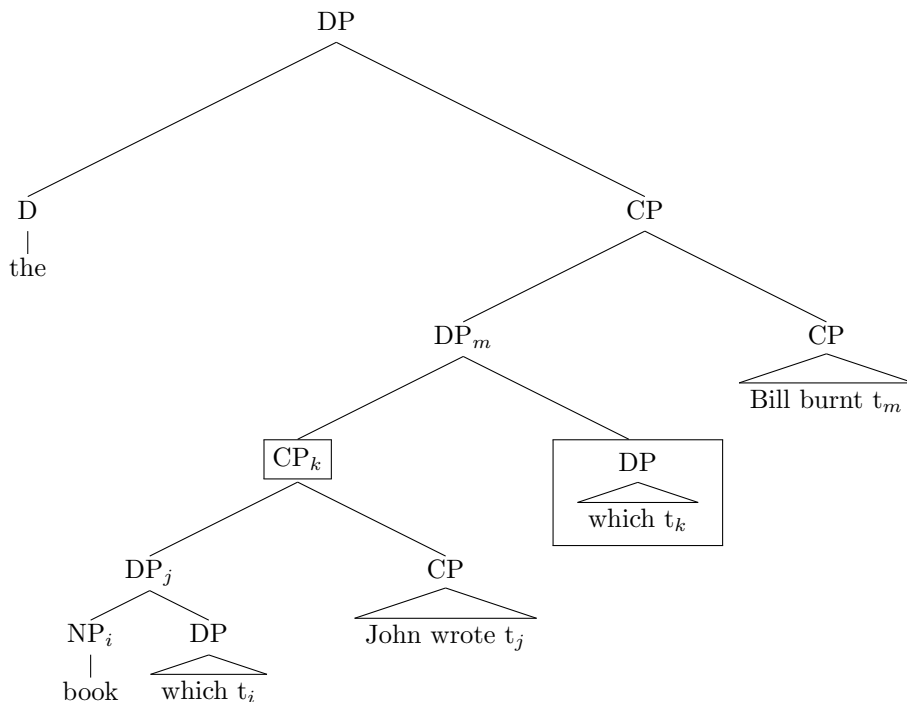 DP
D CP
the
DP_m CP
Bill burnt t_m
CP_k DP
which t_k
DP_j CP
NP_i DP John wrote t_j
book which t_i